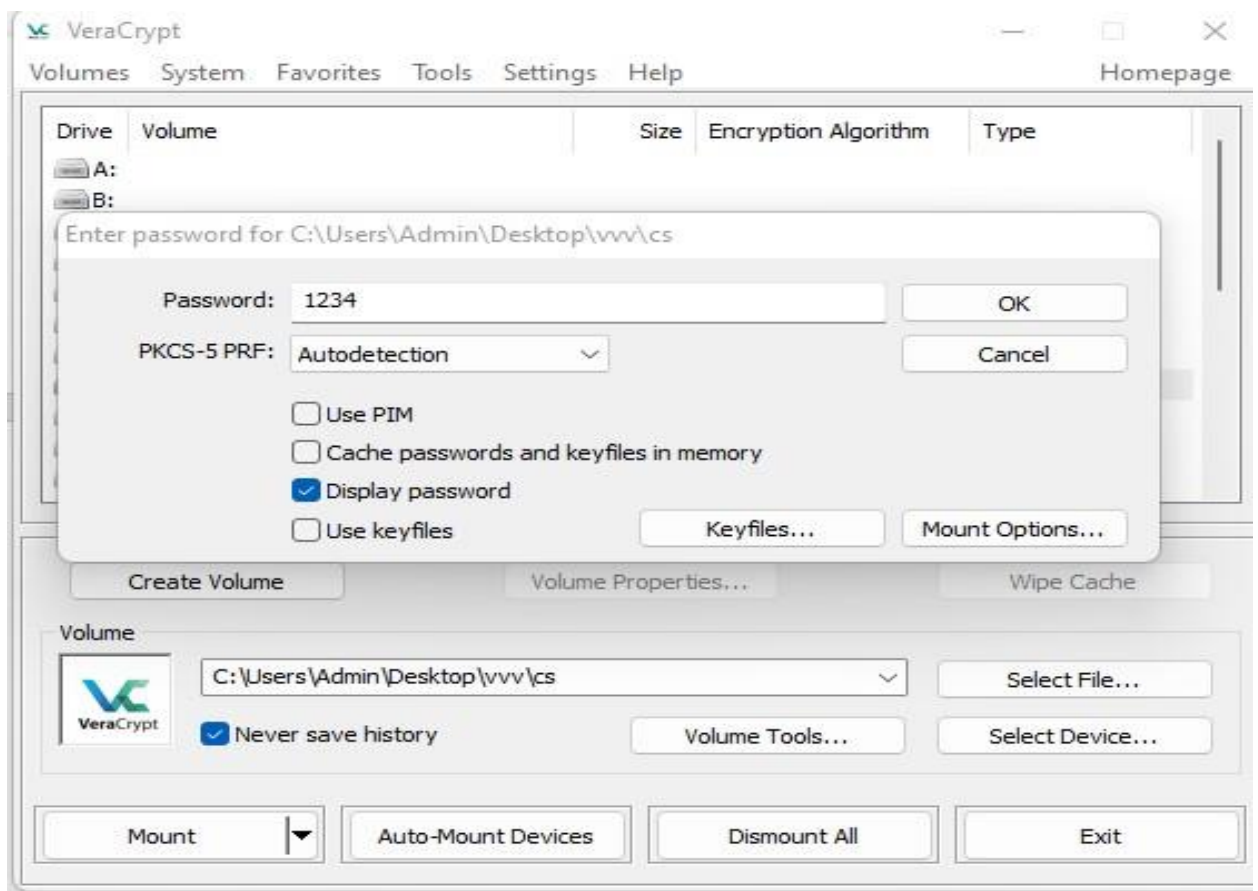 VeraCrypt
Volumes System Favorites Tools Settings Help Homepage
Drive Volume Size Encryption Algorithm Type
A:
B:
Enter password for C:\Users\Admin\Desktop\vvv\cs
Password: 1234 OK
PKCS-5 PRF: Autodetection Cancel
Use PIM
Cache passwords and keyfiles in memory
Display password
Use keyfiles Keyfiles... Mount Options...
Create Volume Volume Properties... Wipe Cache
Volume
C:\Users\Admin\Desktop\vvv\cs Select File...
VeraCrypt
Never save history Volume Tools... Select Device...
Mount Auto-Mount Devices Dismount All Exit